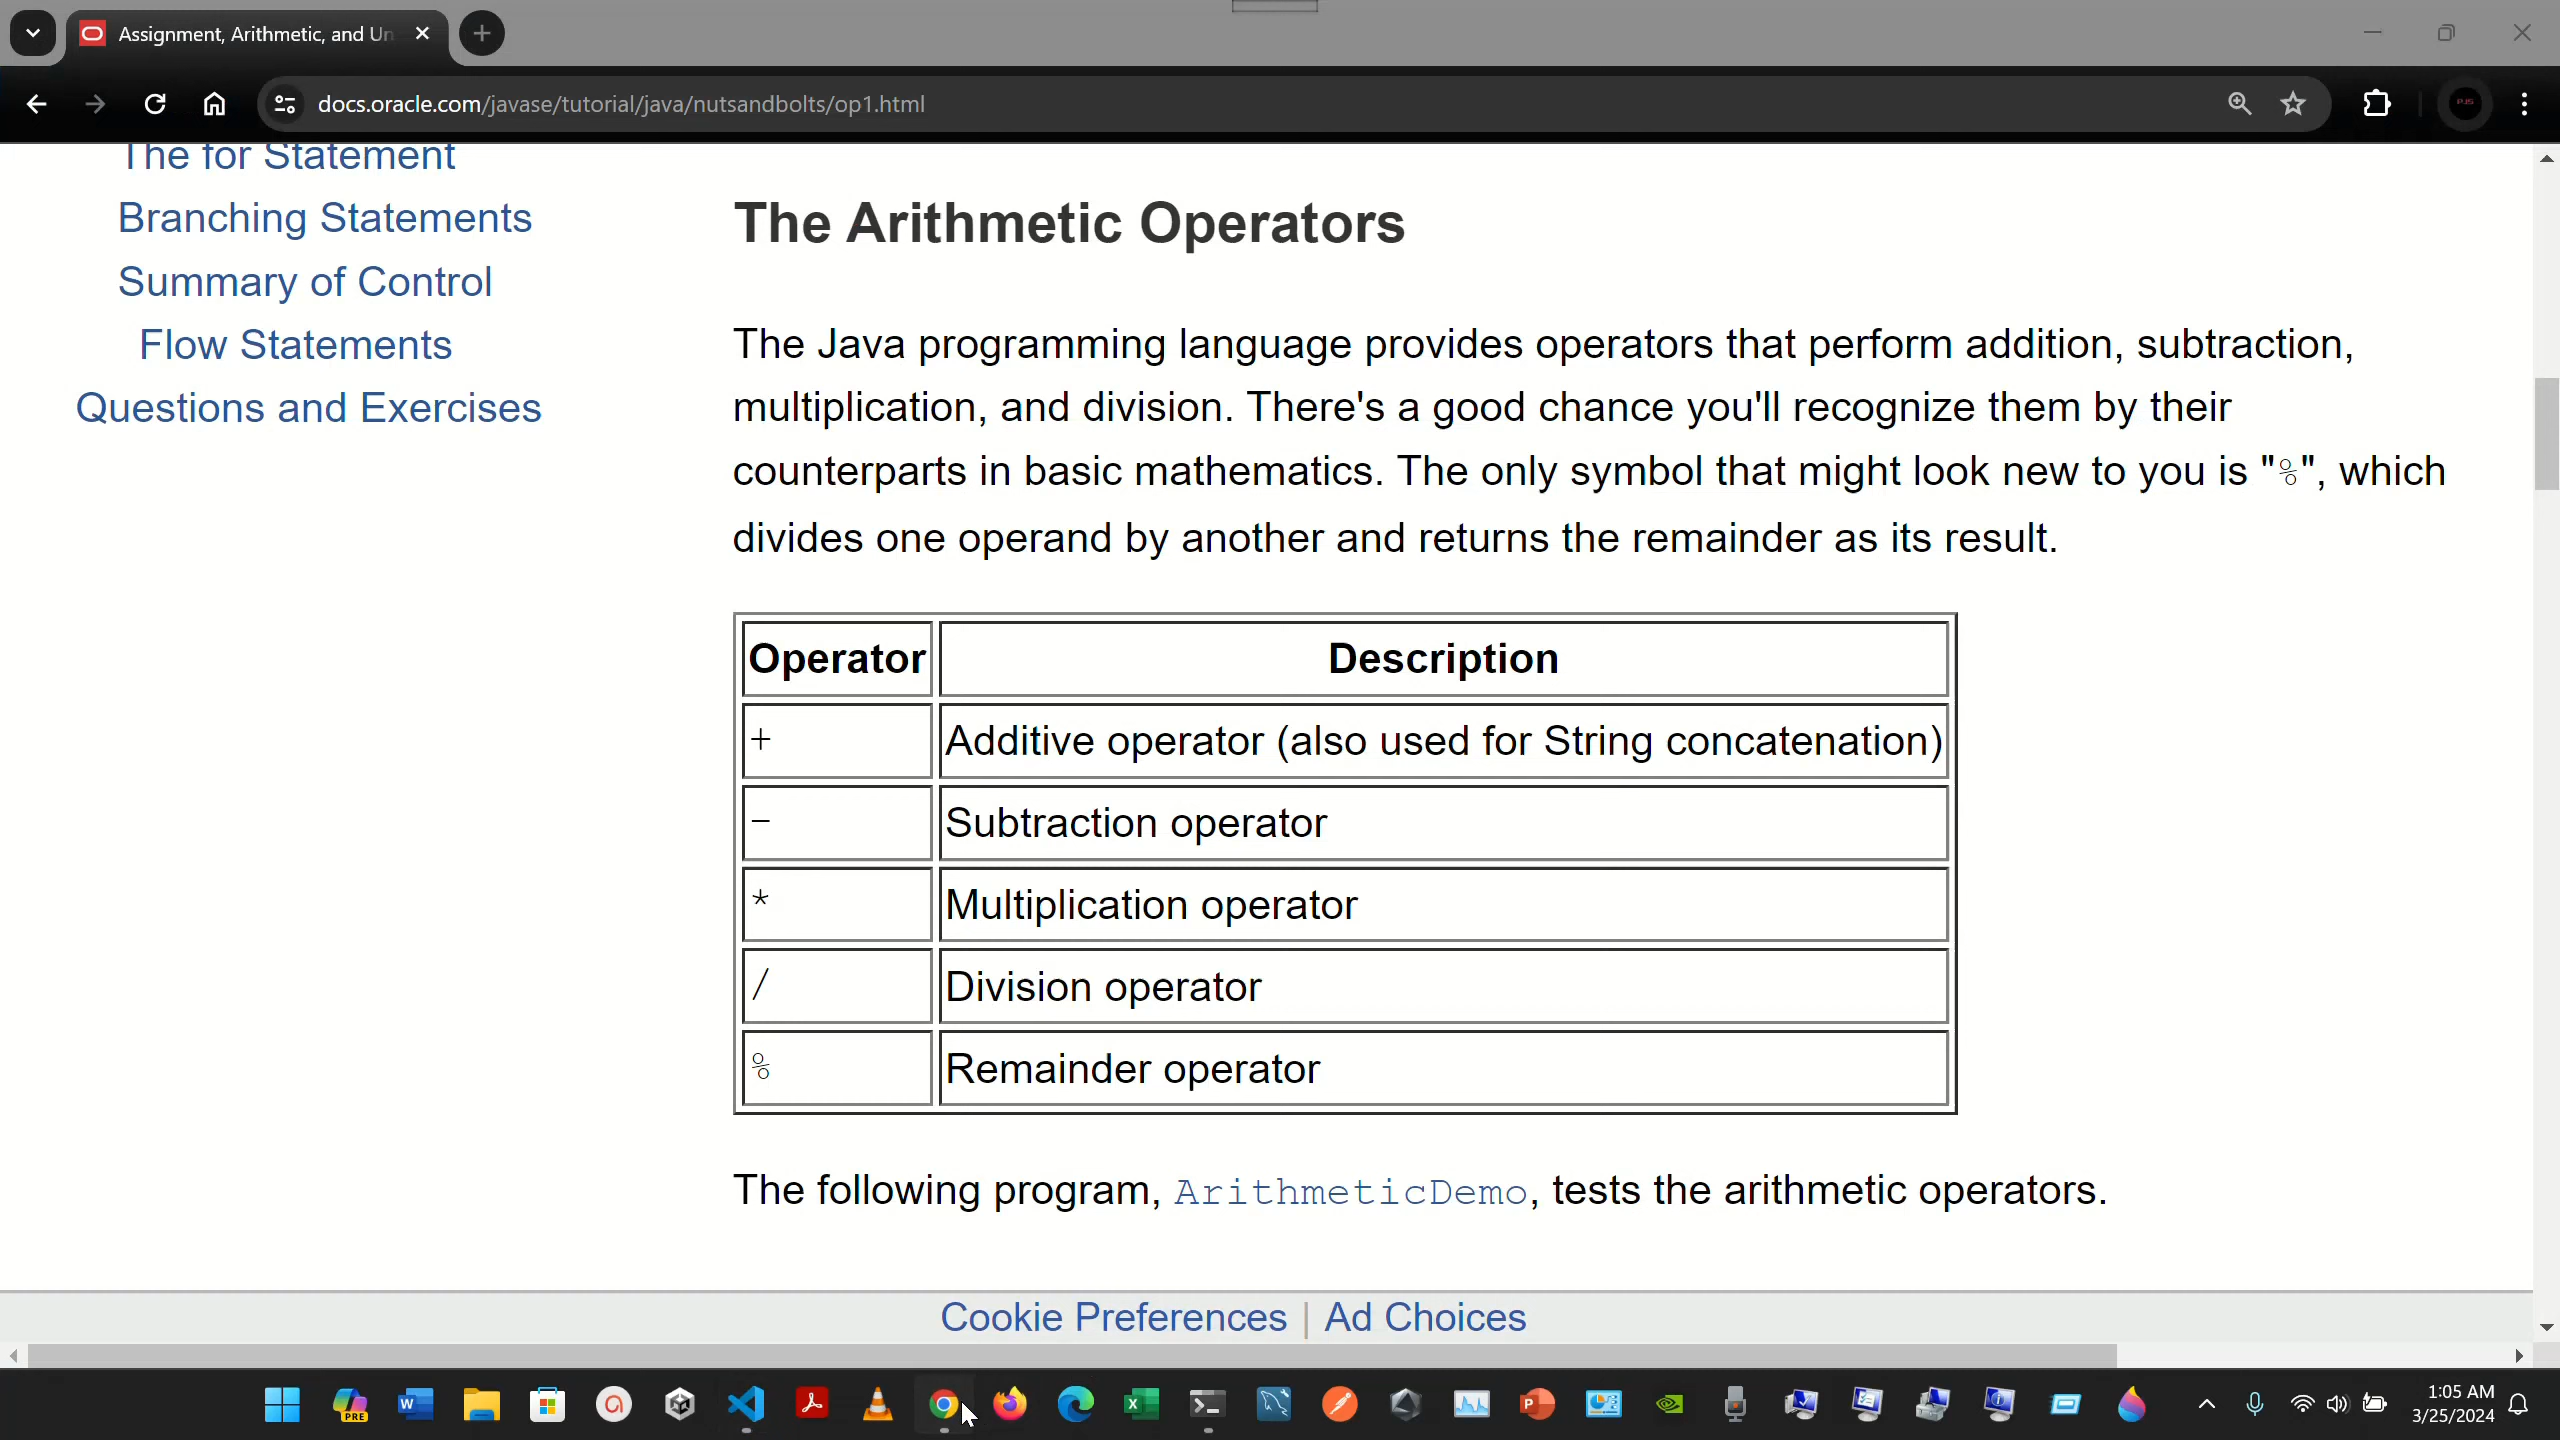 Assignment, Arithmetic, and Un
docs.oracle.com/javase/tutorial/java/nutsandbolts/op1.html
The for Statement
Branching Statements
Summary of Control
Flow Statements
Questions and Exercises
The Arithmetic Operators
The Java programming language provides operators that perform addition, subtraction,
multiplication, and division. There's a good chance you'll recognize them by their
counterparts in basic mathematics. The only symbol that might look new to you is "%", which
divides one operand by another and returns the remainder as its result.
Operator Description
+ Additive operator (also used for String concatenation)
- Subtraction operator
* Multiplication operator
/ Division operator
% Remainder operator
The following program, ArithmeticDemo, tests the arithmetic operators.
Cookie Preferences | Ad Choices
PRE
1:05 AM
3/25/2024